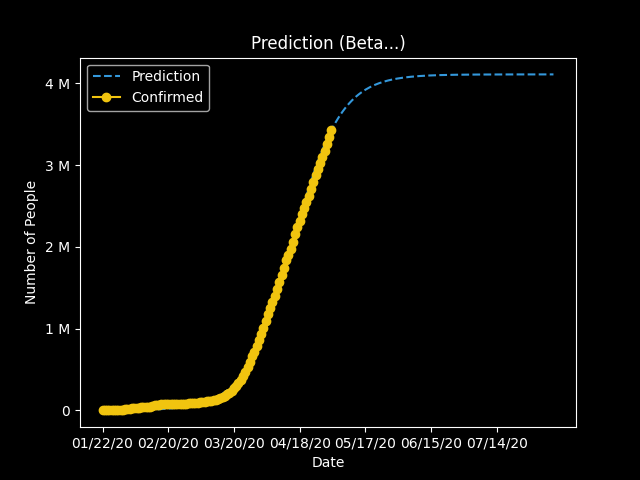 Prediction (Beta...)
Prediction
Confirmed
4 M
3 M
2 M
1 M
0
Number of People
01/22/20 02/20/20 03/20/20 04/18/20 05/17/20 06/15/20 07/14/20
Date